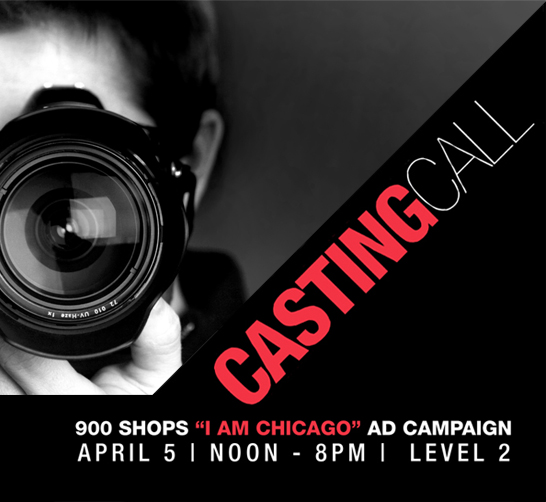 CASTINGCALL
900 SHOPS “I AM CHICAGO” AD CAMPAIGN
APRIL 5 | NOON - 8PM | LEVEL 2